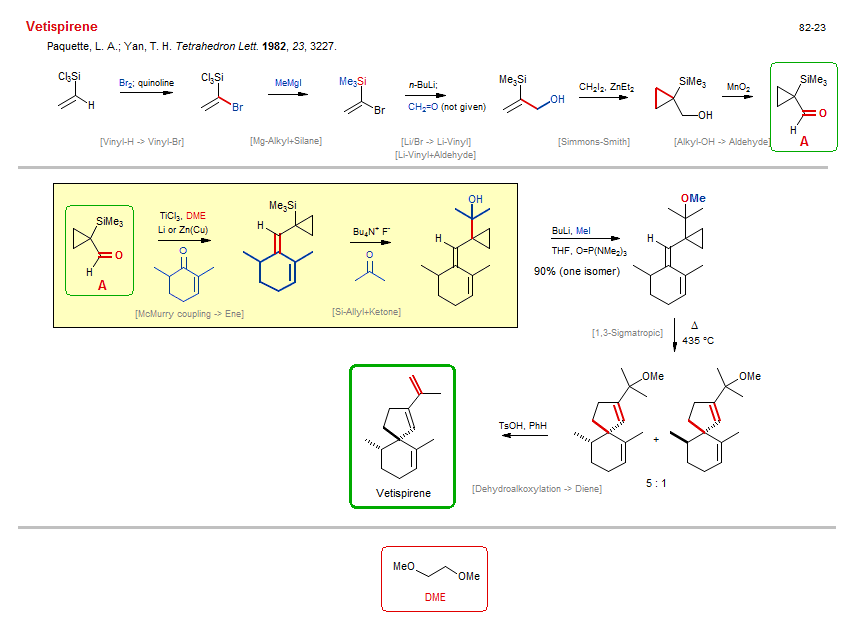 Vetispirene
82-23
Paquette, L. A.; Yan, T. H. Tetrahedron Lett. 1982, 23, 3227.
Cl₃Si
H
Br₂; quinoline
Cl₃Si
Br
MeMgI
Me₃Si
Br
n-BuLi;
CH₂=O (not given)
Me₃Si
OH
CH₂I₂, ZnEt₂
SiMe₃
OH
MnO₂
SiMe₃
O
H
A
[Vinyl-H -> Vinyl-Br]
[Mg-Alkyl+Silane]
[Li/Br -> Li-Vinyl]
[Li-Vinyl+Aldehyde]
[Simmons-Smith]
[Alkyl-OH -> Aldehyde]
SiMe₃
O
H
A
TiCl₃, DME
Li or Zn(Cu)
O
[McMurry coupling -> Ene]
Me₃Si
H
Bu₄N⁺ F⁻
O
[Si-Allyl+Ketone]
OH
H
BuLi, MeI
THF, O=P(NMe₂)₃
90% (one isomer)
OMe
H
[1,3-Sigmatropic]
Δ
435 °C
OMe
+
OMe
5 : 1
TsOH, PhH
[Dehydroalkoxylation -> Diene]
Vetispirene
MeO
OMe
DME